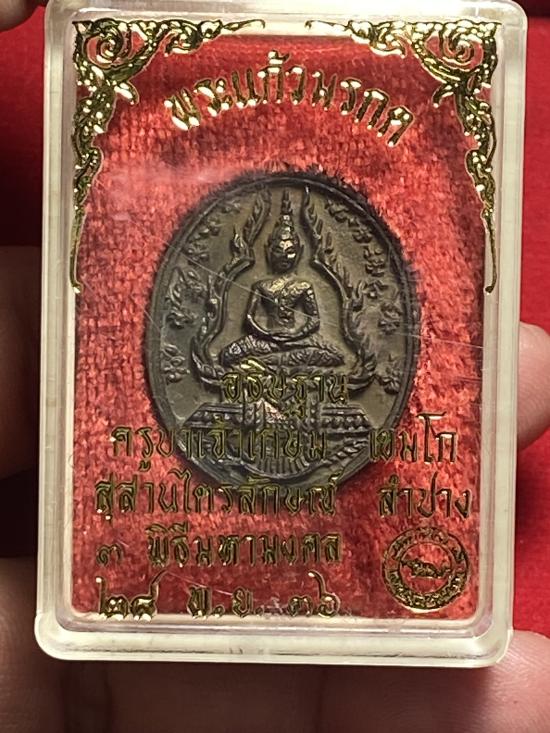 พระแก้วมรกต
อธิษฐาน
ครูบาเจ้าเกษม เขมโก
สุสานไตรลักษณ์ ลำปาง
๓ พิธีมหามงคล
๒๘ พ.ย. ๓๖